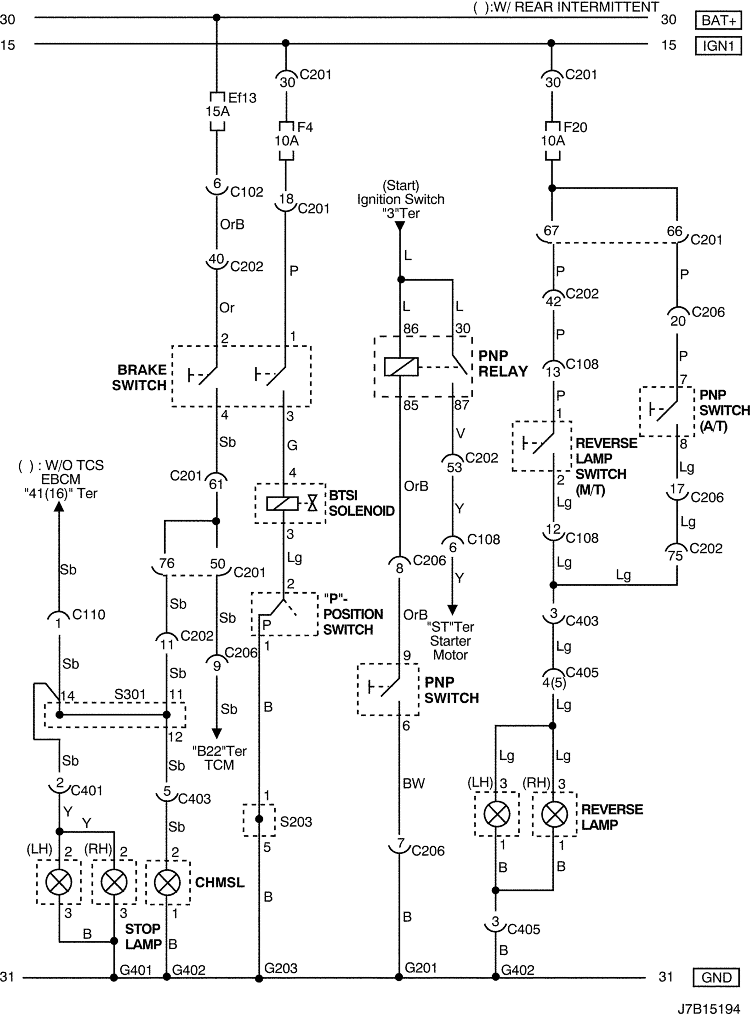 ( ):W/ REAR INTERMITTENT
30 30 BAT+
15 15 IGN1
30 C201 30 C201
Ef13
15A
F4
10A
F20
10A
6 C102
18 C201
(Start)
Ignition Switch
"3"Ter
OrB
67 66 C201
40 C202
P
L
P P
Or
42 C202
20 C206
L L
P
2 1
86 30
13 C108
P
BRAKE
SWITCH
PNP
RELAY
P
7
PNP
SWITCH
(A/T)
4 3
85 87
1
8
Sb G
V
REVERSE
LAMP
SWITCH
(M/T)
2
Lg
( ) : W/O TCS
EBCM
"41(16)" Ter
C201
61
4
BTSI
SOLENOID
3
53 C202
OrB
Y
Lg
17 C206
12 C108
Lg
76 50 C201
Lg
6 C108
8 C206
Lg
75 C202
Sb
2
Y
Lg
Sb Sb
"P"-
POSITION
SWITCH
P
1
OrB
"ST"Ter
Starter
Motor
3 C403
C110
1
11 C202
9 C206
Lg
Sb Sb
9
PNP
SWITCH
6
C405
4(5)
14 S301 11
12
Sb
B
Lg
"B22"Ter
TCM
Sb Sb
BW
Lg Lg
2 C401
5 C403
1
S203
5
(LH) 3 (RH) 3
REVERSE
LAMP
1 1
Y Y
Sb
7 C206
(LH) 2 (RH) 2 2
CHMSL
3 3 1
B B
B
B
STOP
LAMP
B
B
3 C405
B
31 G401 G402 G203 G201 G402 31 GND
J7B15194